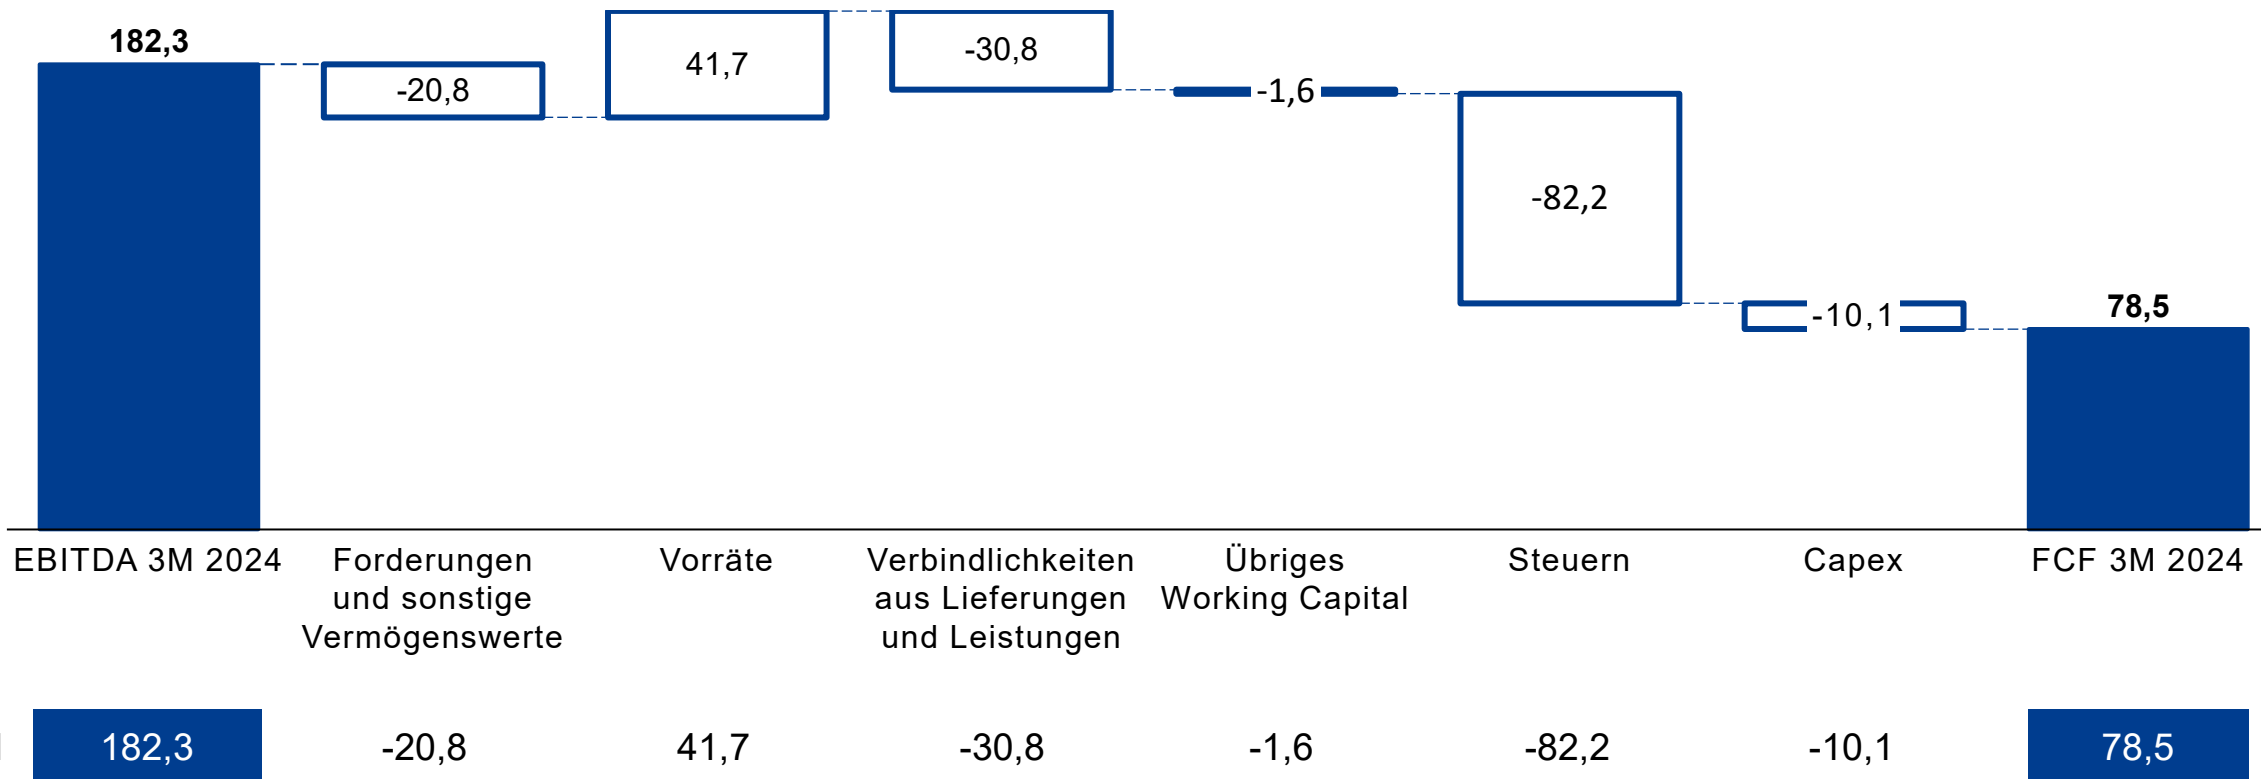 182,3
-20,8
41,7
-30,8
-1,6
-82,2
-10,1
78,5
EBITDA 3M 2024
Forderungen
und sonstige
Vermögenswerte
Vorräte
Verbindlichkeiten
aus Lieferungen
und Leistungen
Übriges
Working Capital
Steuern
Capex
FCF 3M 2024
182,3 -20,8 41,7 -30,8 -1,6 -82,2 -10,1 78,5